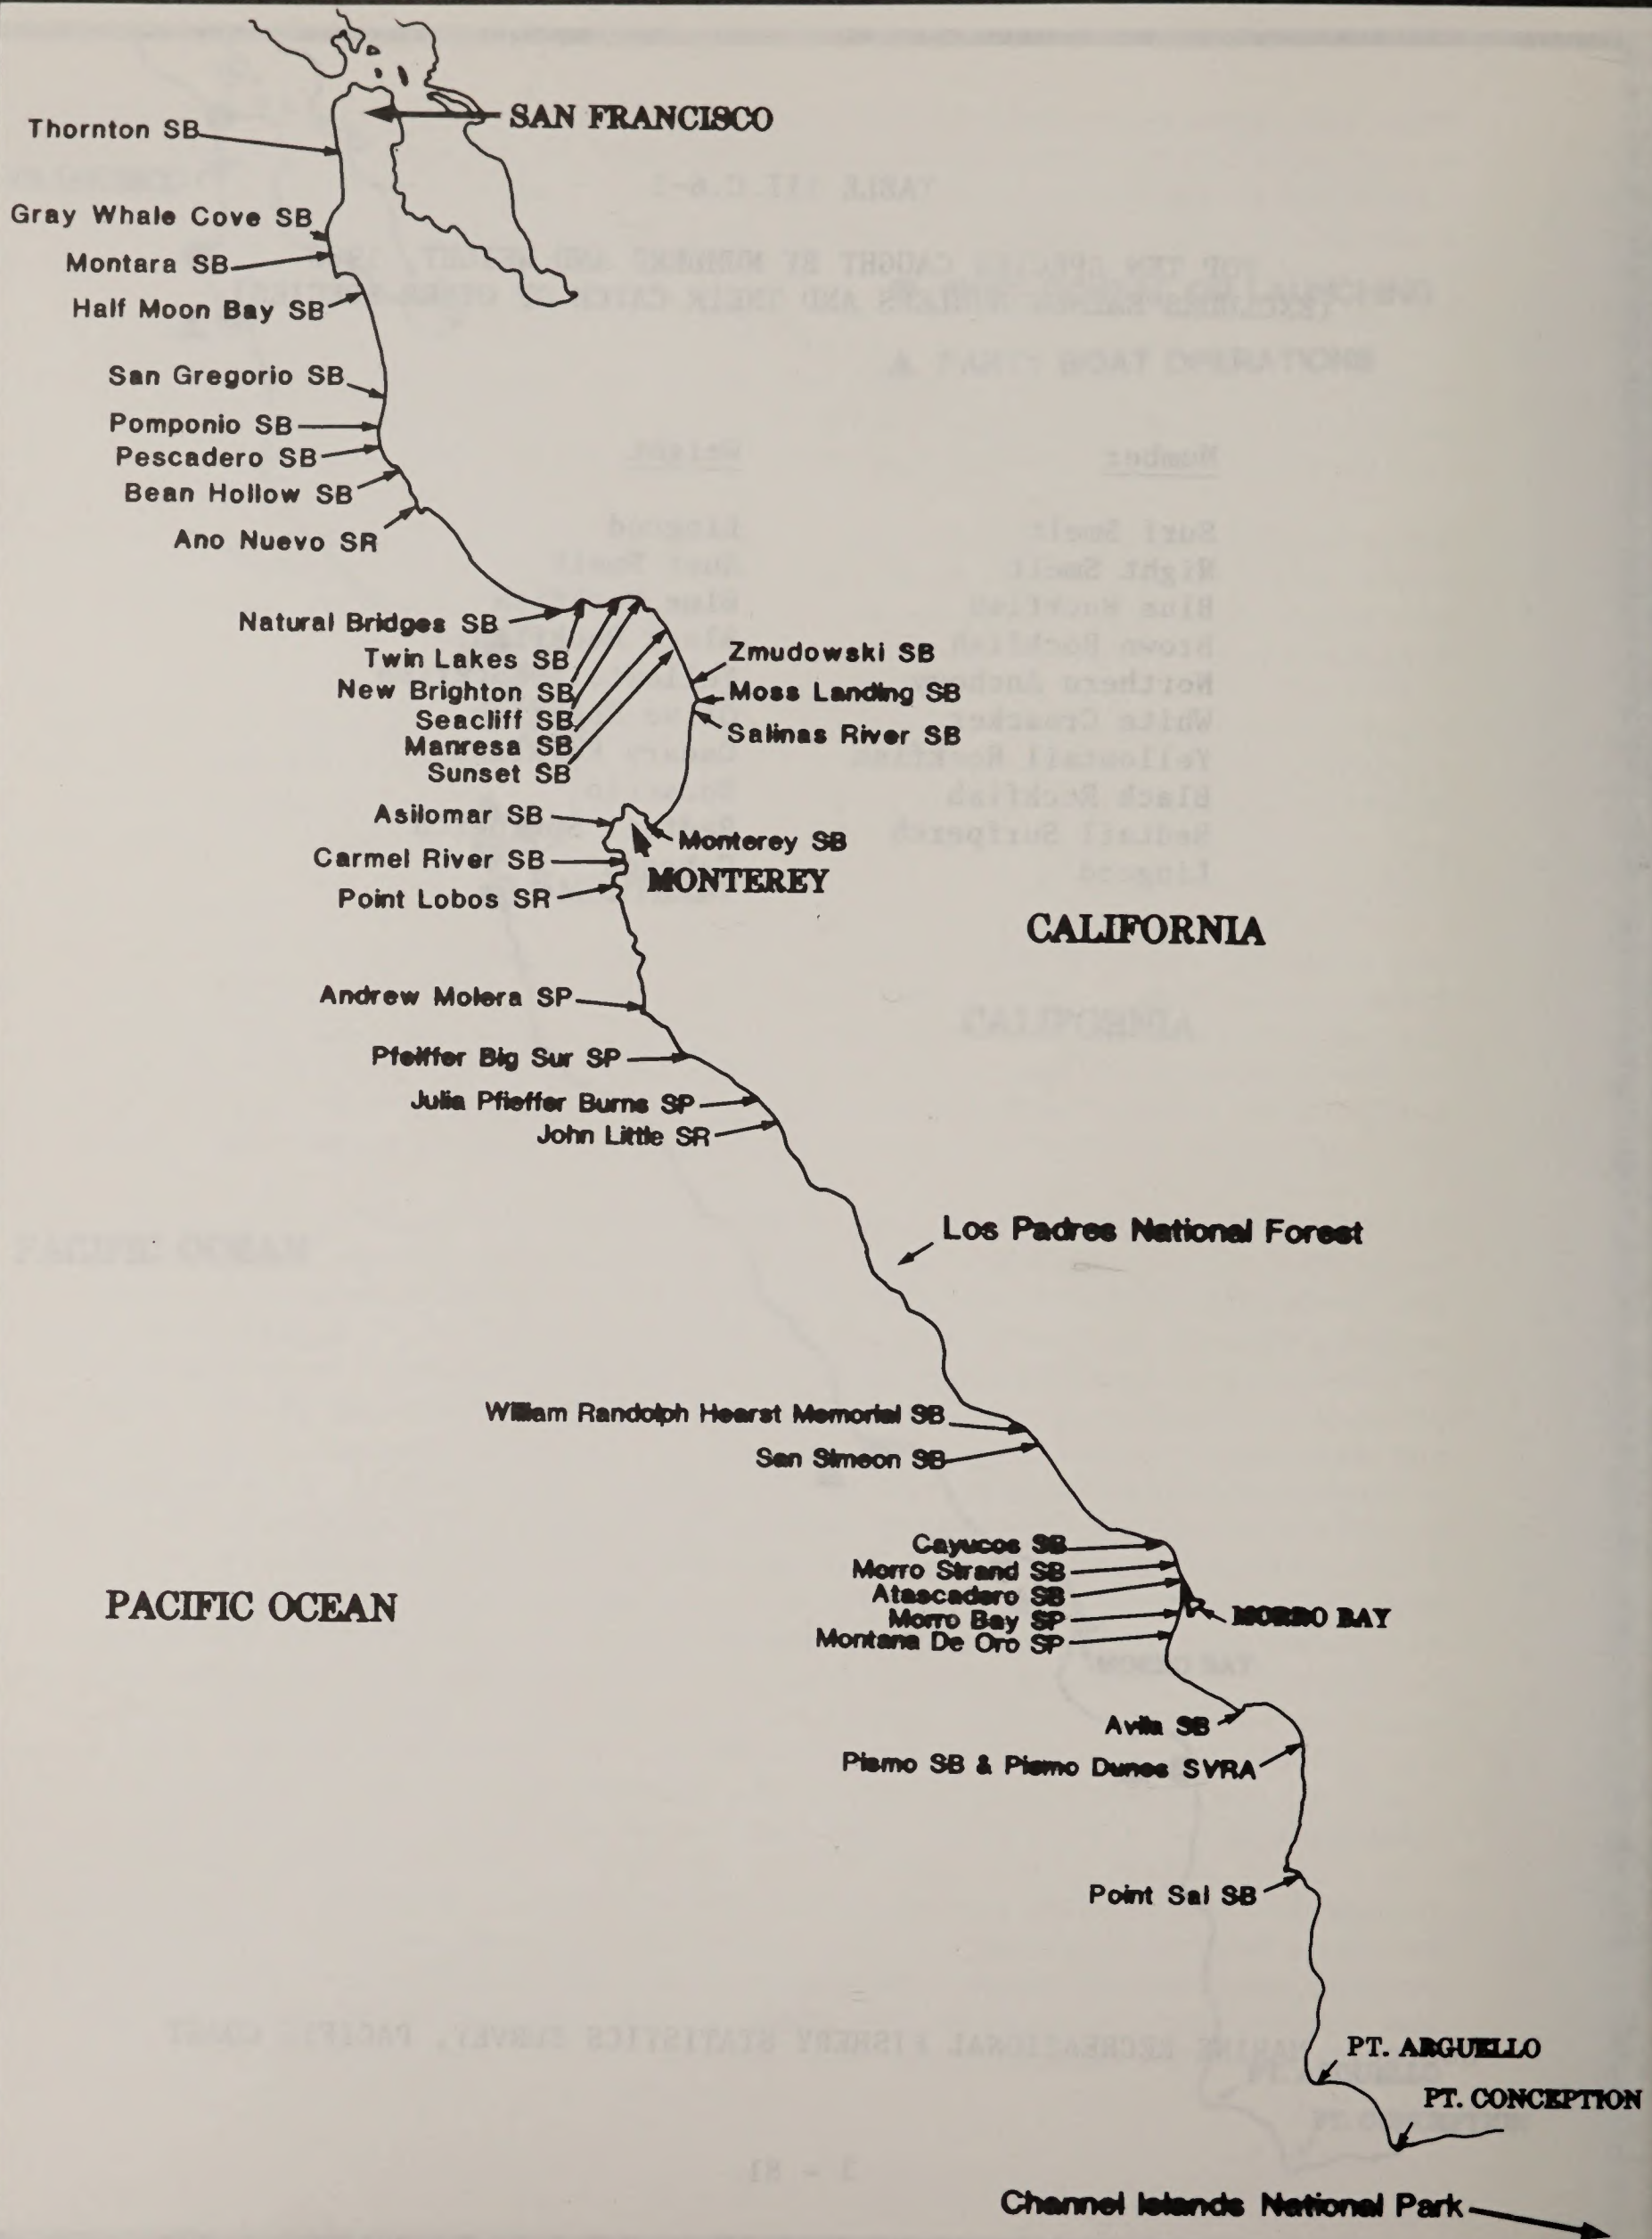 SAN FRANCISCO
Thornton SB
Gray Whale Cove SB
Montara SB
Half Moon Bay SB
San Gregorio SB
Pomponio SB
Pescadero SB
Bean Hollow SB
Ano Nuevo SR
Natural Bridges SB
Twin Lakes SB
New Brighton SB
Seacliff SB
Manresa SB
Sunset SB
Zmudowski SB
Moss Landing SB
Salinas River SB
Asilomar SB
Monterey SB
Carmel River SB
MONTEREY
Point Lobos SR
CALIFORNIA
Andrew Molera SP
Pfeiffer Big Sur SP
Julia Pfieffer Burns SP
John Little SR
Los Padres National Forest
William Randolph Hearst Memorial SB
San Simeon SB
Cayucos SB
Morro Strand SB
Atascadero SB
Morro Bay SP
Montana De Oro SP
MORRO BAY
PACIFIC OCEAN
Avila SB
Pismo SB & Pismo Dunes SVRA
Point Sal SB
PT. ARGUELLO
PT. CONCEPTION
Channel Islands National Park